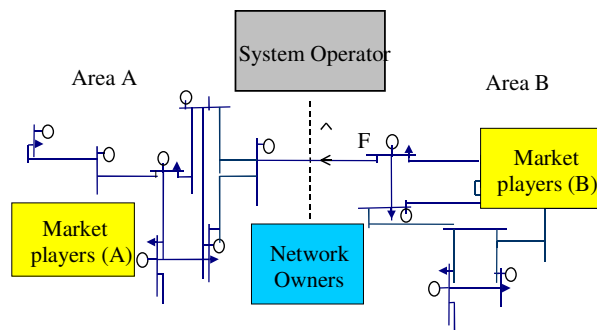 System Operator
Area A
Area B
^
F
Market
players (B)
Market
players (A)
Network
Owners